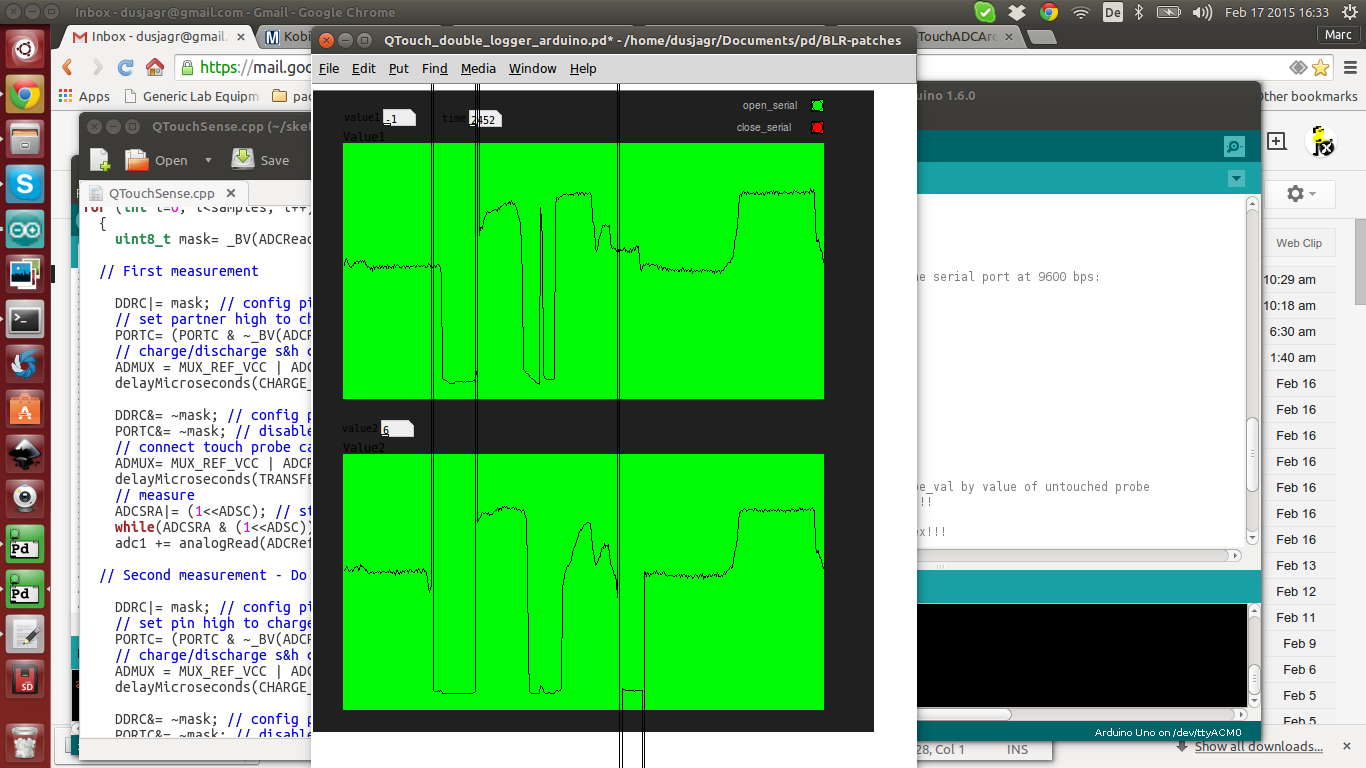 Inbox - dusjagr@gmail.com - Gmail - Google Chrome
De
Feb 17 2015 16:33
Inbox - dusjagr@gmail.
Kobi
TouchADCAr
Marc
https://mail.goo
Apps
Generic Lab Equipm
pac
Other bookmarks
QTouch_double_logger_arduino.pd* - /home/dusjagr/Documents/pd/BLR-patches
File Edit Put Find Media Window Help
value1 -1
time 2452
open_serial
close_serial
Value1
value2 6
Value2
QTouchSense.cpp (~/skel
Open
Save
QTouchSense.cpp
for (int i=0; i<samples; i++)
{
uint8_t mask= _BV(ADCRead
// First measurement
DDRC|= mask; // config pi
// set partner high to ch
PORTC= (PORTC & ~_BV(ADCR
// charge/discharge s&h c
ADMUX = MUX_REF_VCC | ADC
delayMicroseconds(CHARGE_
DDRC&= ~mask; // config p
PORTC&= ~mask; // disable
// connect touch probe ca
ADMUX= MUX_REF_VCC | ADCR
delayMicroseconds(TRANSFE
// measure
ADCSRA|= (1<<ADSC); // st
while(ADCSRA & (1<<ADSC))
adc1 += analogRead(ADCRef
// Second measurement - Do
DDRC|= mask; // config pi
// set pin high to charge
PORTC= (PORTC & ~_BV(ADCR
// charge/discharge s&h c
ADMUX = MUX_REF_VCC | ADC
delayMicroseconds(CHARGE_
DDRC&= ~mask; // config p
PORTC&= ~mask; // disable
uino 1.6.0
e serial port at 9600 bps:
e_val by value of untouched probe
!!
ex!!!
Arduino Uno on /dev/ttyACM0
28, Col 1
INS
Web Clip
10:29 am
10:18 am
6:30 am
1:40 am
Feb 16
Feb 16
Feb 16
Feb 16
Feb 16
Feb 16
Feb 16
Feb 13
Feb 12
Feb 11
Feb 9
Feb 6
Feb 5
Feb 5
Show all downloads...
Pd
Pd
SD